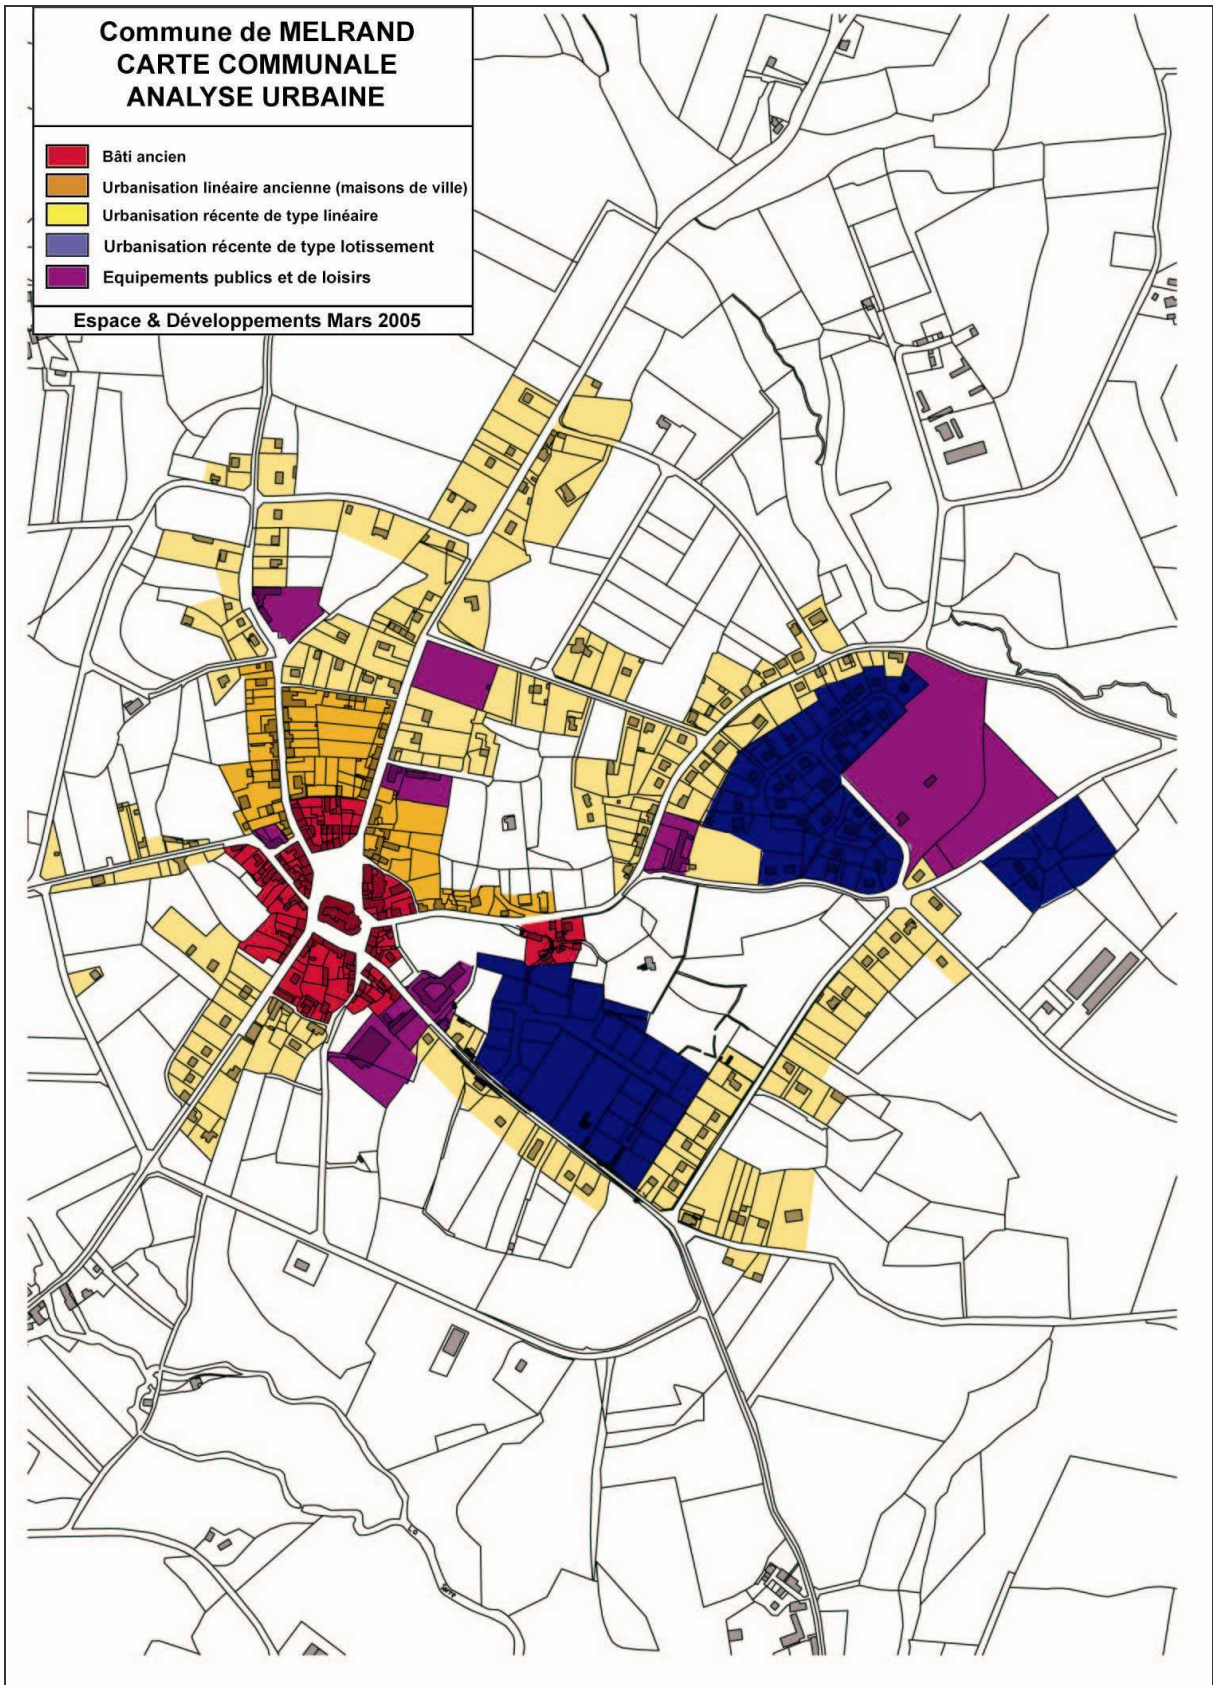 Commune de MELRAND
CARTE COMMUNALE
ANALYSE URBAINE
Bâti ancien
Urbanisation linéaire ancienne (maisons de ville)
Urbanisation récente de type linéaire
Urbanisation récente de type lotissement
Equipements publics et de loisirs
Espace & Développements Mars 2005